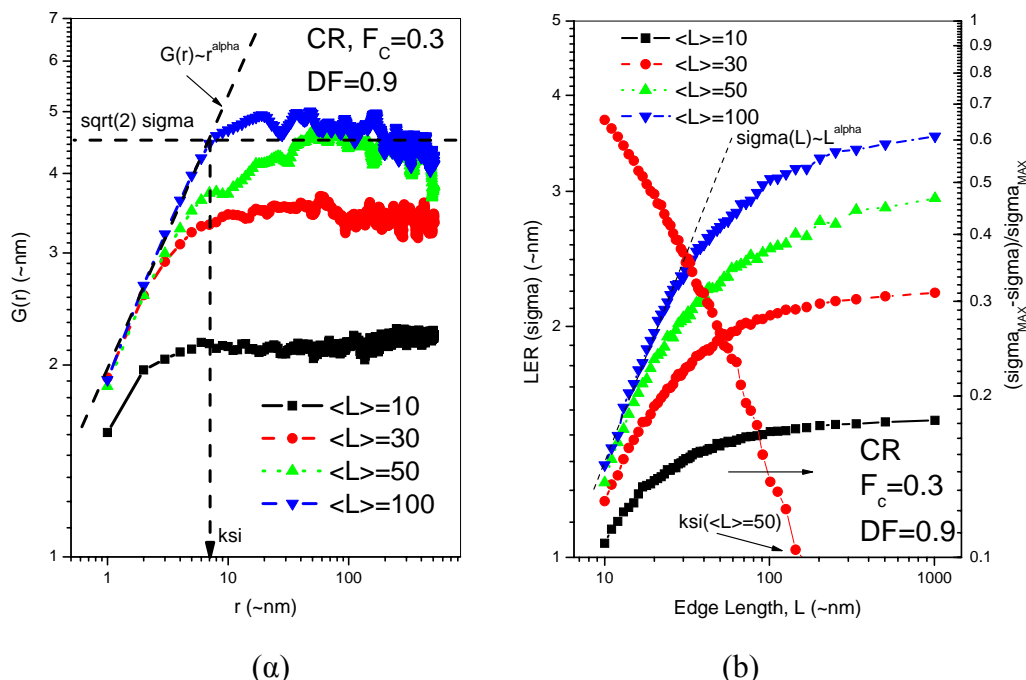 7
6
5
4
3
2
1
G(r) (~nm)
G(r)~r^alpha
CR, F_C=0.3
DF=0.9
sqrt(2) sigma
<L>=10
<L>=30
<L>=50
<L>=100
ksi
1
10
100
r (~nm)
(α)
5
4
3
2
1
LER (sigma) (~nm)
<L>=10
<L>=30
<L>=50
<L>=100
sigma(L)~L^alpha
CR
F_c=0.3
DF=0.9
ksi(<L>=50)
10
100
1000
Edge Length, L (~nm)
1
0.9
0.8
0.7
0.6
0.5
0.4
0.3
0.2
0.1
(sigma_MAX-sigma)/sigma_MAX
(b)